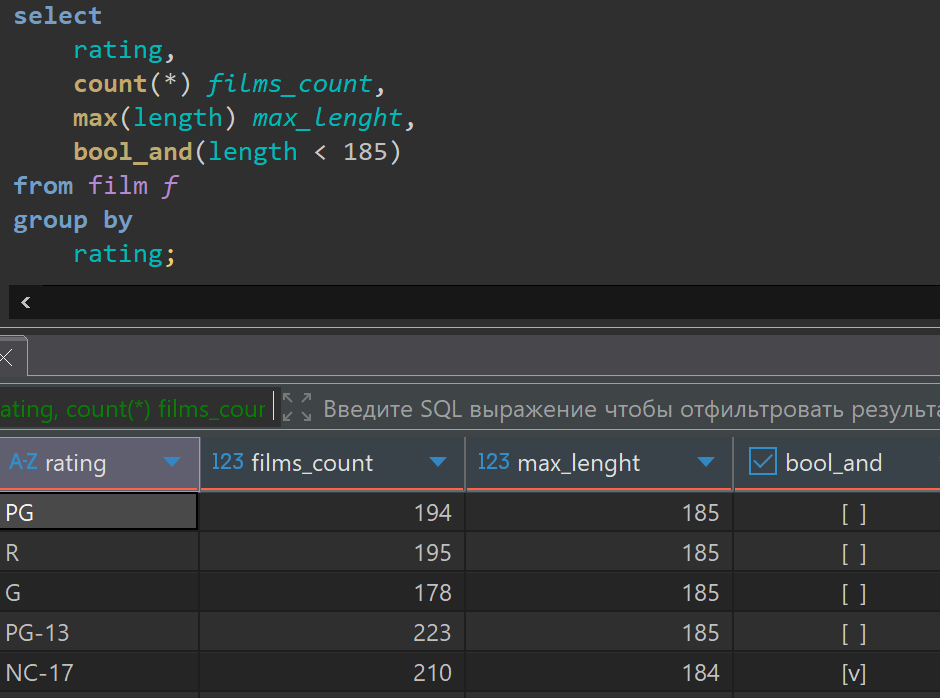 select
rating,
count(*) films_count,
max(length) max_lenght,
bool_and(length < 185)
from film f
group by
rating;
ating, count(*) films_cour Введите SQL выражение чтобы отфильтровать результа
A-Z rating 123 films_count 123 max_lenght bool_and
PG 194 185 [ ]
R 195 185 [ ]
G 178 185 [ ]
PG-13 223 185 [ ]
NC-17 210 184 [v]